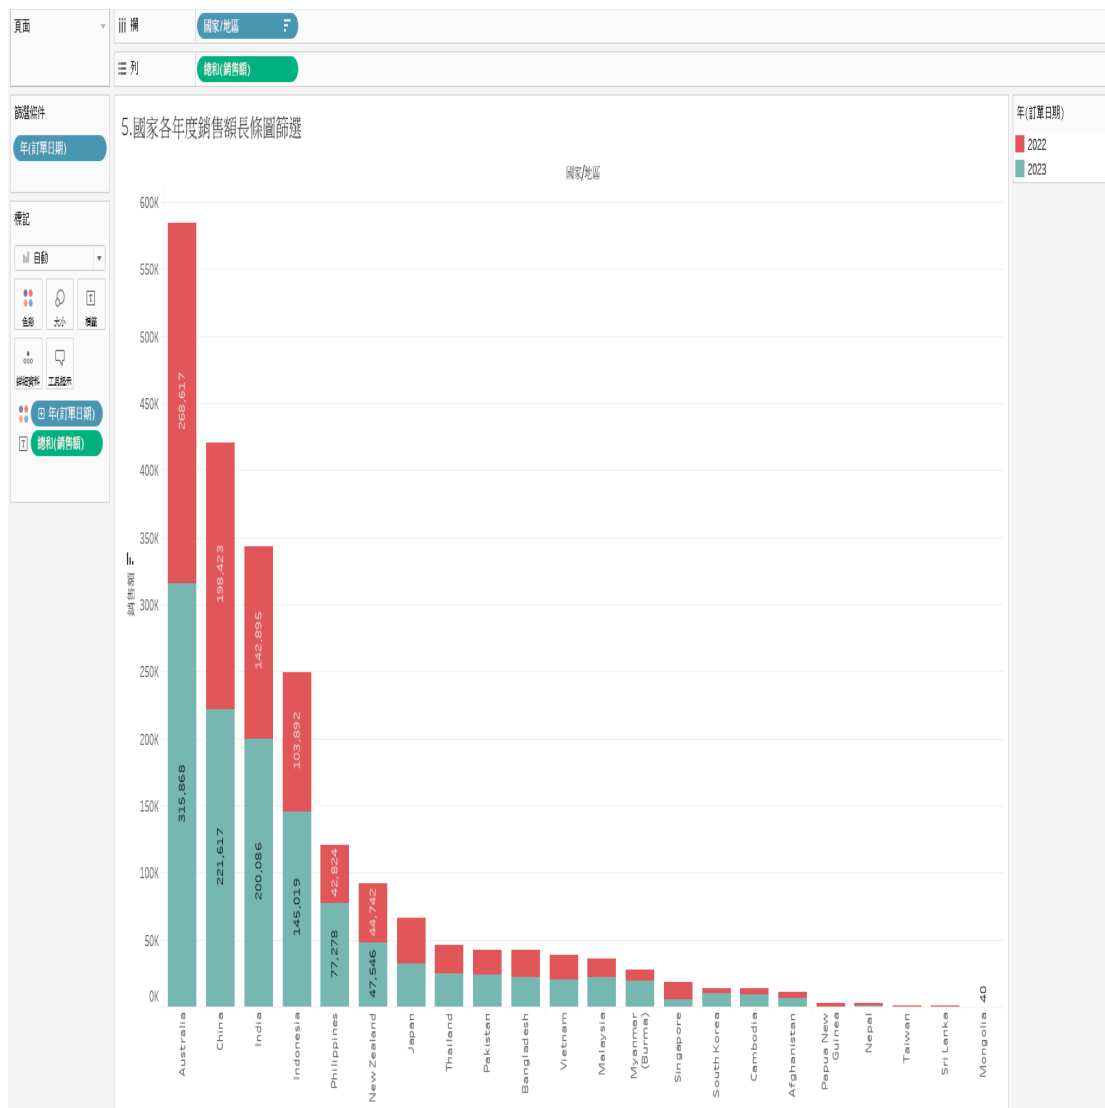 頁面
欄
國家/地區
列
總和(銷售額)
篩選條件
年(訂單日期)
標記
自動
色彩
大小
標籤
詳細資料
工具提示
年(訂單日期)
總和(銷售額)
5.國家各年度銷售額長條圖篩選
國家/地區
600K
550K
500K
450K
400K
350K
300K
250K
200K
150K
100K
50K
0K
銷售額
268,617
315,868
198,423
221,617
142,895
200,086
103,892
145,019
42,824
77,278
44,742
47,546
40
Australia
China
India
Indonesia
Philippines
New Zealand
Japan
Thailand
Pakistan
Bangladesh
Vietnam
Malaysia
Myanmar
(Burma)
Singapore
South Korea
Cambodia
Afghanistan
Papua New
Guinea
Nepal
Taiwan
Sri Lanka
Mongolia
年(訂單日期)
2022
2023